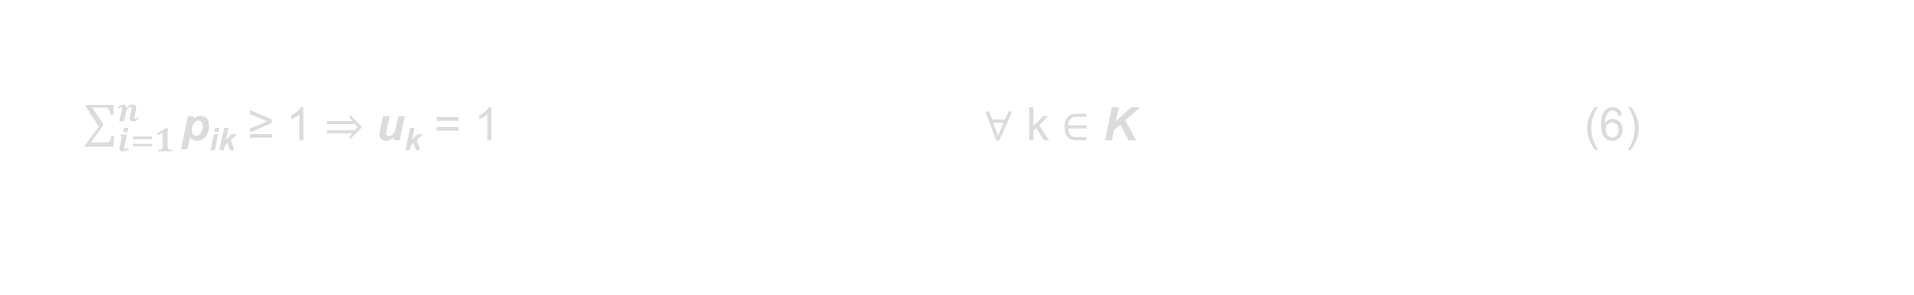 ∑ⁿᵢ₌₁ pᵢₖ ≥ 1 ⇒ uₖ = 1 ∀ k ∈ K (6)